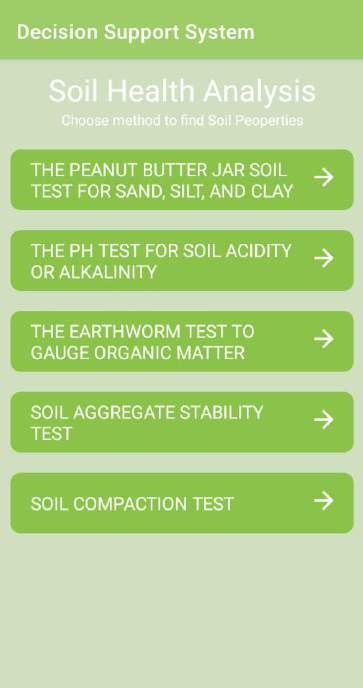 Decision Support System
Soil Health Analysis
Choose method to find Soil Peoperties
THE PEANUT BUTTER JAR SOIL
TEST FOR SAND, SILT, AND CLAY
THE PH TEST FOR SOIL ACIDITY
OR ALKALINITY
THE EARTHWORM TEST TO
GAUGE ORGANIC MATTER
SOIL AGGREGATE STABILITY
TEST
SOIL COMPACTION TEST